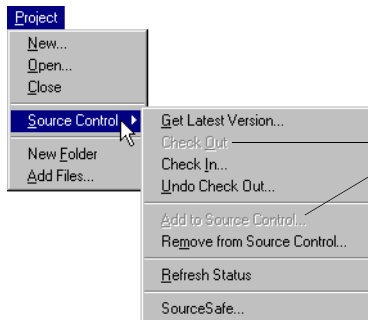 Project
New...
Open...
Close
Source Control
New Folder
Add Files...
Get Latest Version...
Check Out
Check In...
Undo Check Out...
Add to Source Control...
Remove from Source Control...
Refresh Status
SourceSafe...